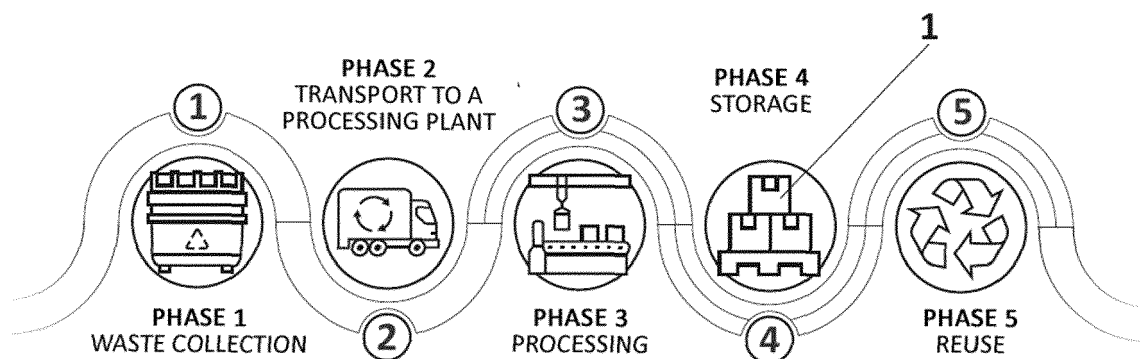 1
PHASE 2
TRANSPORT TO A
PROCESSING PLANT
PHASE 4
STORAGE
1
3
5
PHASE 1
WASTE COLLECTION
2
PHASE 3
PROCESSING
4
PHASE 5
REUSE